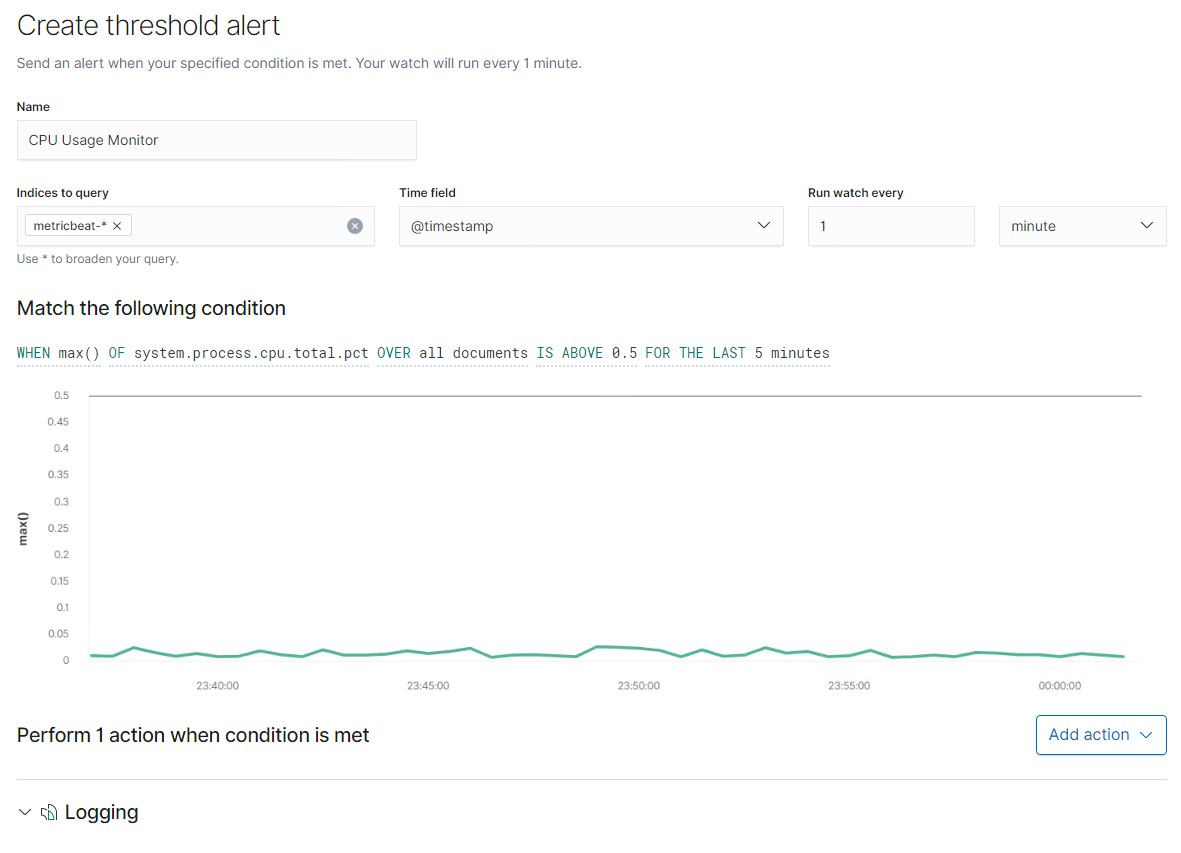 Create threshold alert
Send an alert when your specified condition is met. Your watch will run every 1 minute.
Name
CPU Usage Monitor
Indices to query
Time field
Run watch every
metricbeat-*
@timestamp
1
minute
Use * to broaden your query.
Match the following condition
WHEN max() OF system.process.cpu.total.pct OVER all documents IS ABOVE 0.5 FOR THE LAST 5 minutes
max()
0.5
0.45
0.4
0.35
0.3
0.25
0.2
0.15
0.1
0.05
0
23:40:00
23:45:00
23:50:00
23:55:00
00:00:00
Perform 1 action when condition is met
Add action
Logging